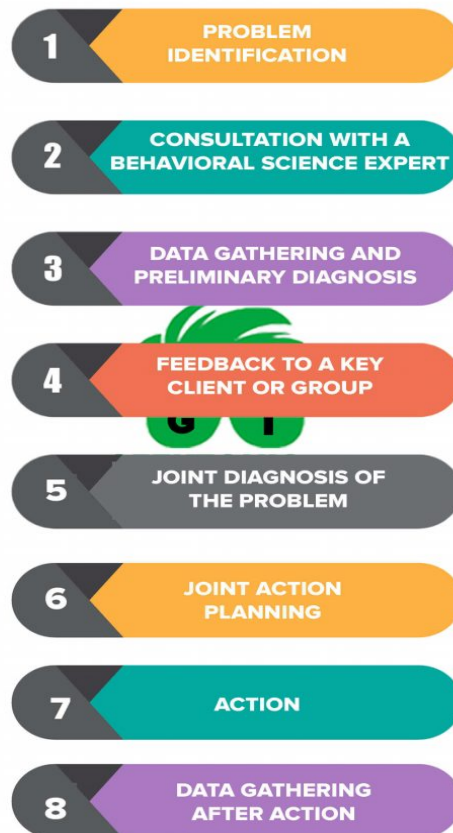 1
PROBLEM
IDENTIFICATION
2
CONSULTATION WITH A
BEHAVIORAL SCIENCE EXPERT
3
DATA GATHERING AND
PRELIMINARY DIAGNOSIS
4
FEEDBACK TO A KEY
CLIENT OR GROUP
G I
5
JOINT DIAGNOSIS OF
THE PROBLEM
6
JOINT ACTION
PLANNING
7
ACTION
8
DATA GATHERING
AFTER ACTION